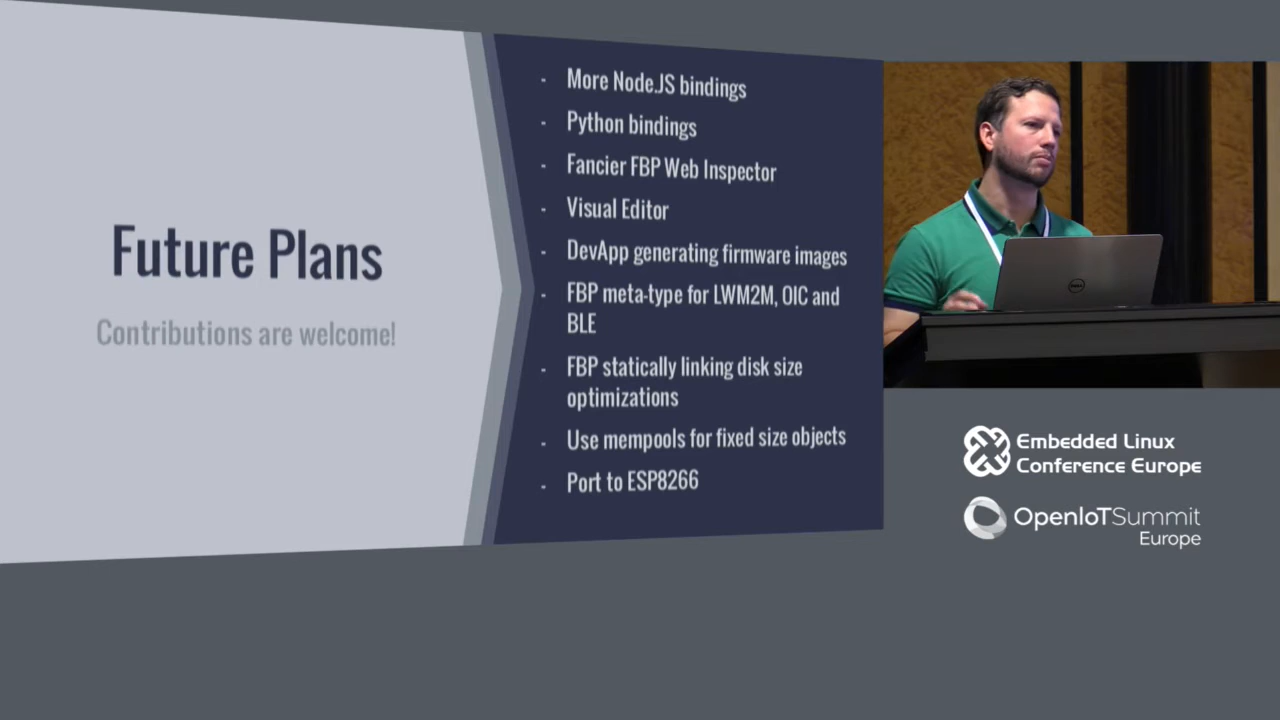 Future Plans
Contributions are welcome!
- More Node.JS bindings
- Python bindings
- Fancier FBP Web Inspector
- Visual Editor
- DevApp generating firmware images
- FBP meta-type for LWM2M, OIC and
BLE
- FBP statically linking disk size
optimizations
- Use mempools for fixed size objects
- Port to ESP8266
DELL
Embedded Linux
Conference Europe
OpenIoTSummit
Europe